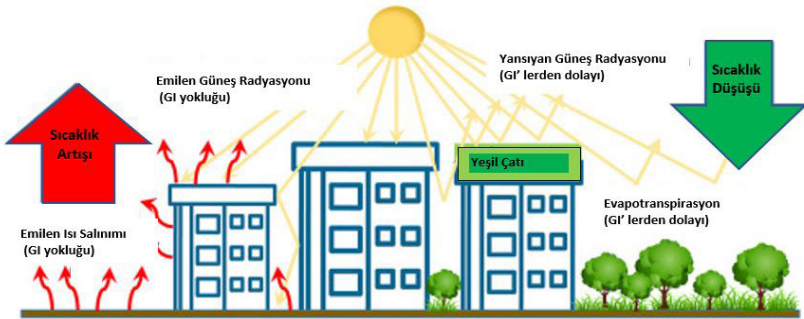 Emilen Güneş Radyasyonu
(GI yokluğu)
Yansıyan Güneş Radyasyonu
(GI’ lerden dolayı)
Sıcaklık
Düşüşü
Sıcaklık
Artışı
Yeşil Çatı
Evapotranspirasyon
(GI’ lerden dolayı)
Emilen Isı Salınımı
(GI yokluğu)